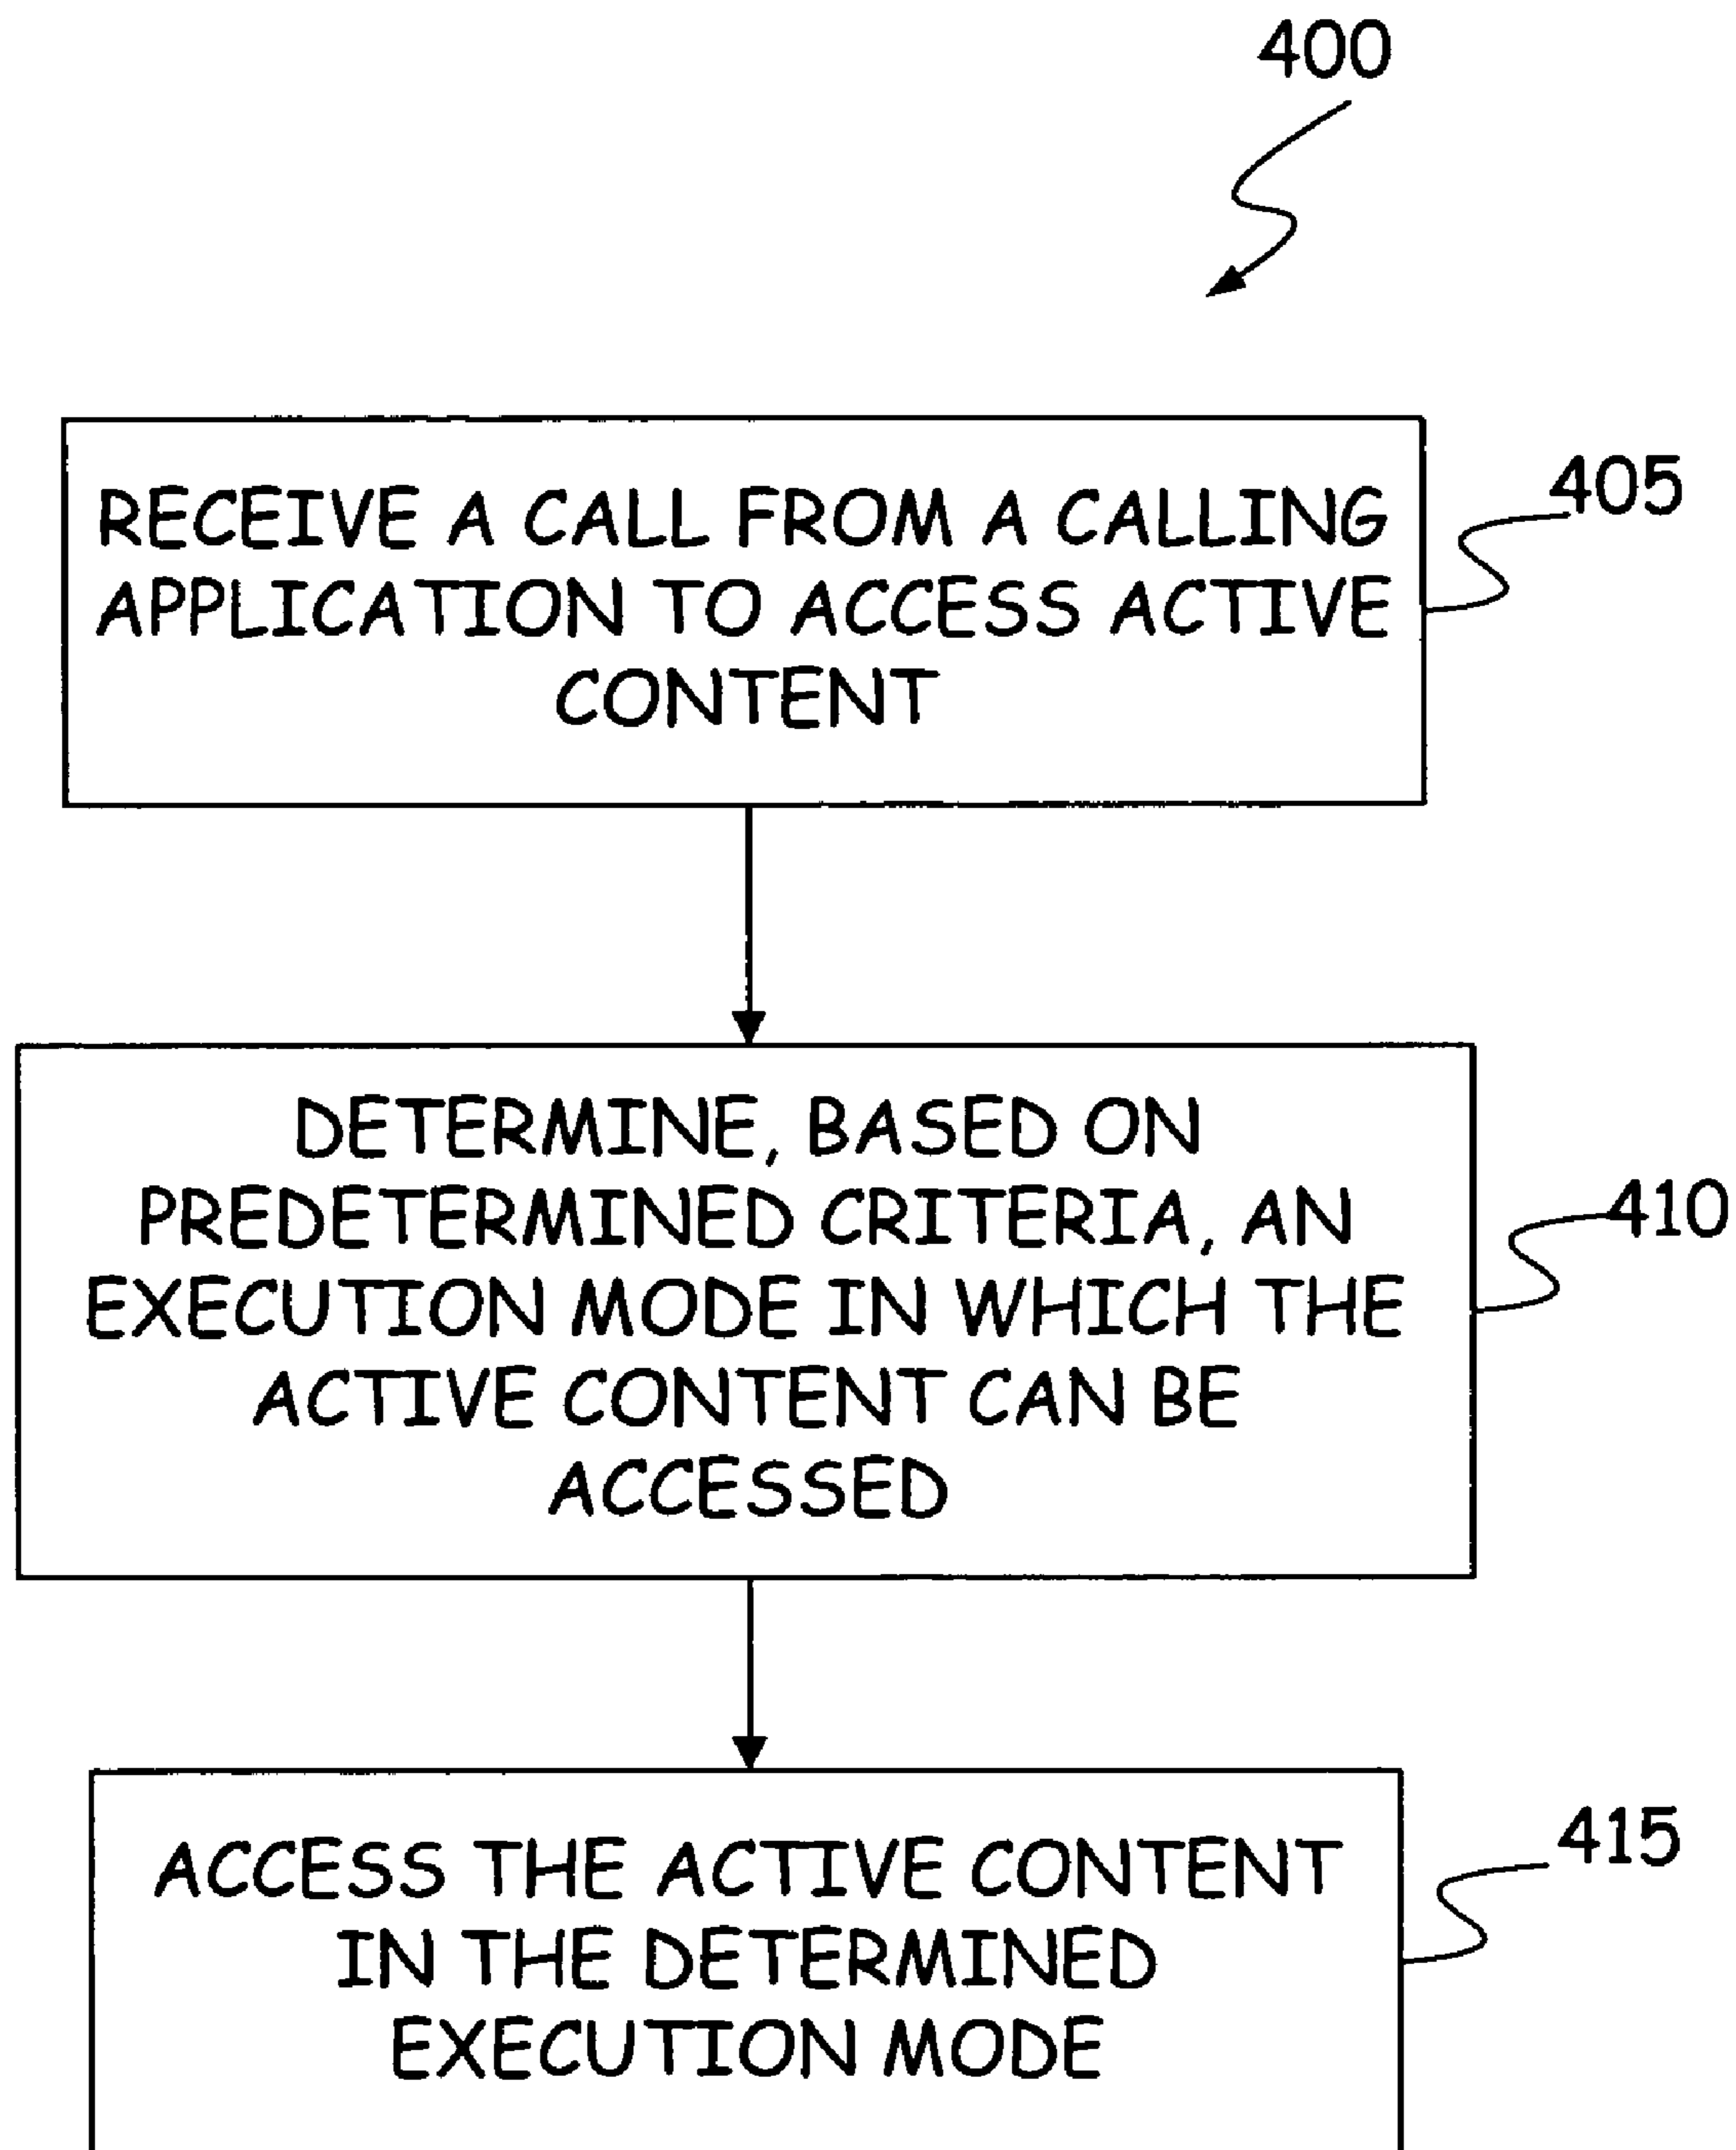 400
RECEIVE A CALL FROM A CALLING
APPLICATION TO ACCESS ACTIVE
CONTENT
405
DETERMINE, BASED ON
PREDETERMINED CRITERIA, AN
EXECUTION MODE IN WHICH THE
ACTIVE CONTENT CAN BE
ACCESSED
410
ACCESS THE ACTIVE CONTENT
IN THE DETERMINED
EXECUTION MODE
415